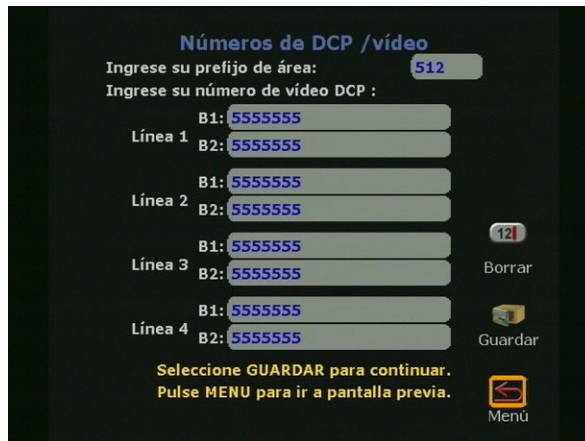 Números de DCP /vídeo
Ingrese su prefijo de área: 512
Ingrese su número de vídeo DCP :
Línea 1
B1: 5555555
B2: 5555555
Línea 2
B1: 5555555
B2: 5555555
Línea 3
B1: 5555555
B2: 5555555
Línea 4
B1: 5555555
B2: 5555555
12
Borrar
Guardar
Seleccione GUARDAR para continuar.
Pulse MENU para ir a pantalla previa.
Menú